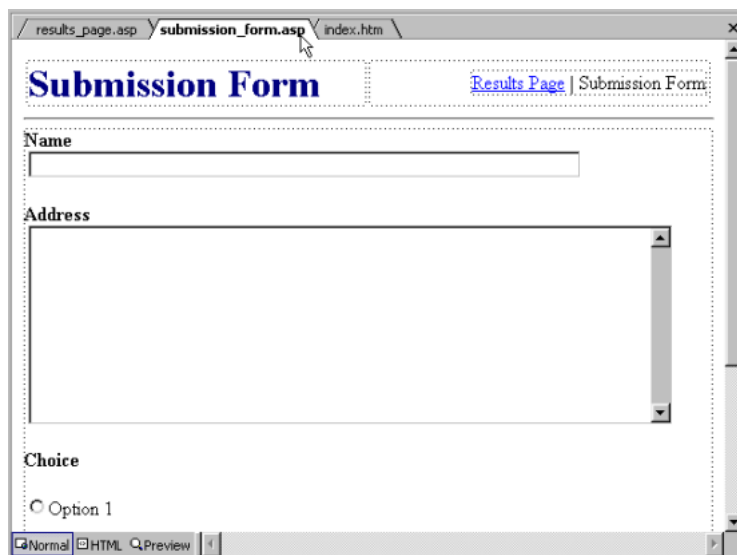 results_page.asp submission_form.asp index.htm
Submission Form
Results Page | Submission Form
Name
Address
Choice
Option 1
Normal HTML Preview